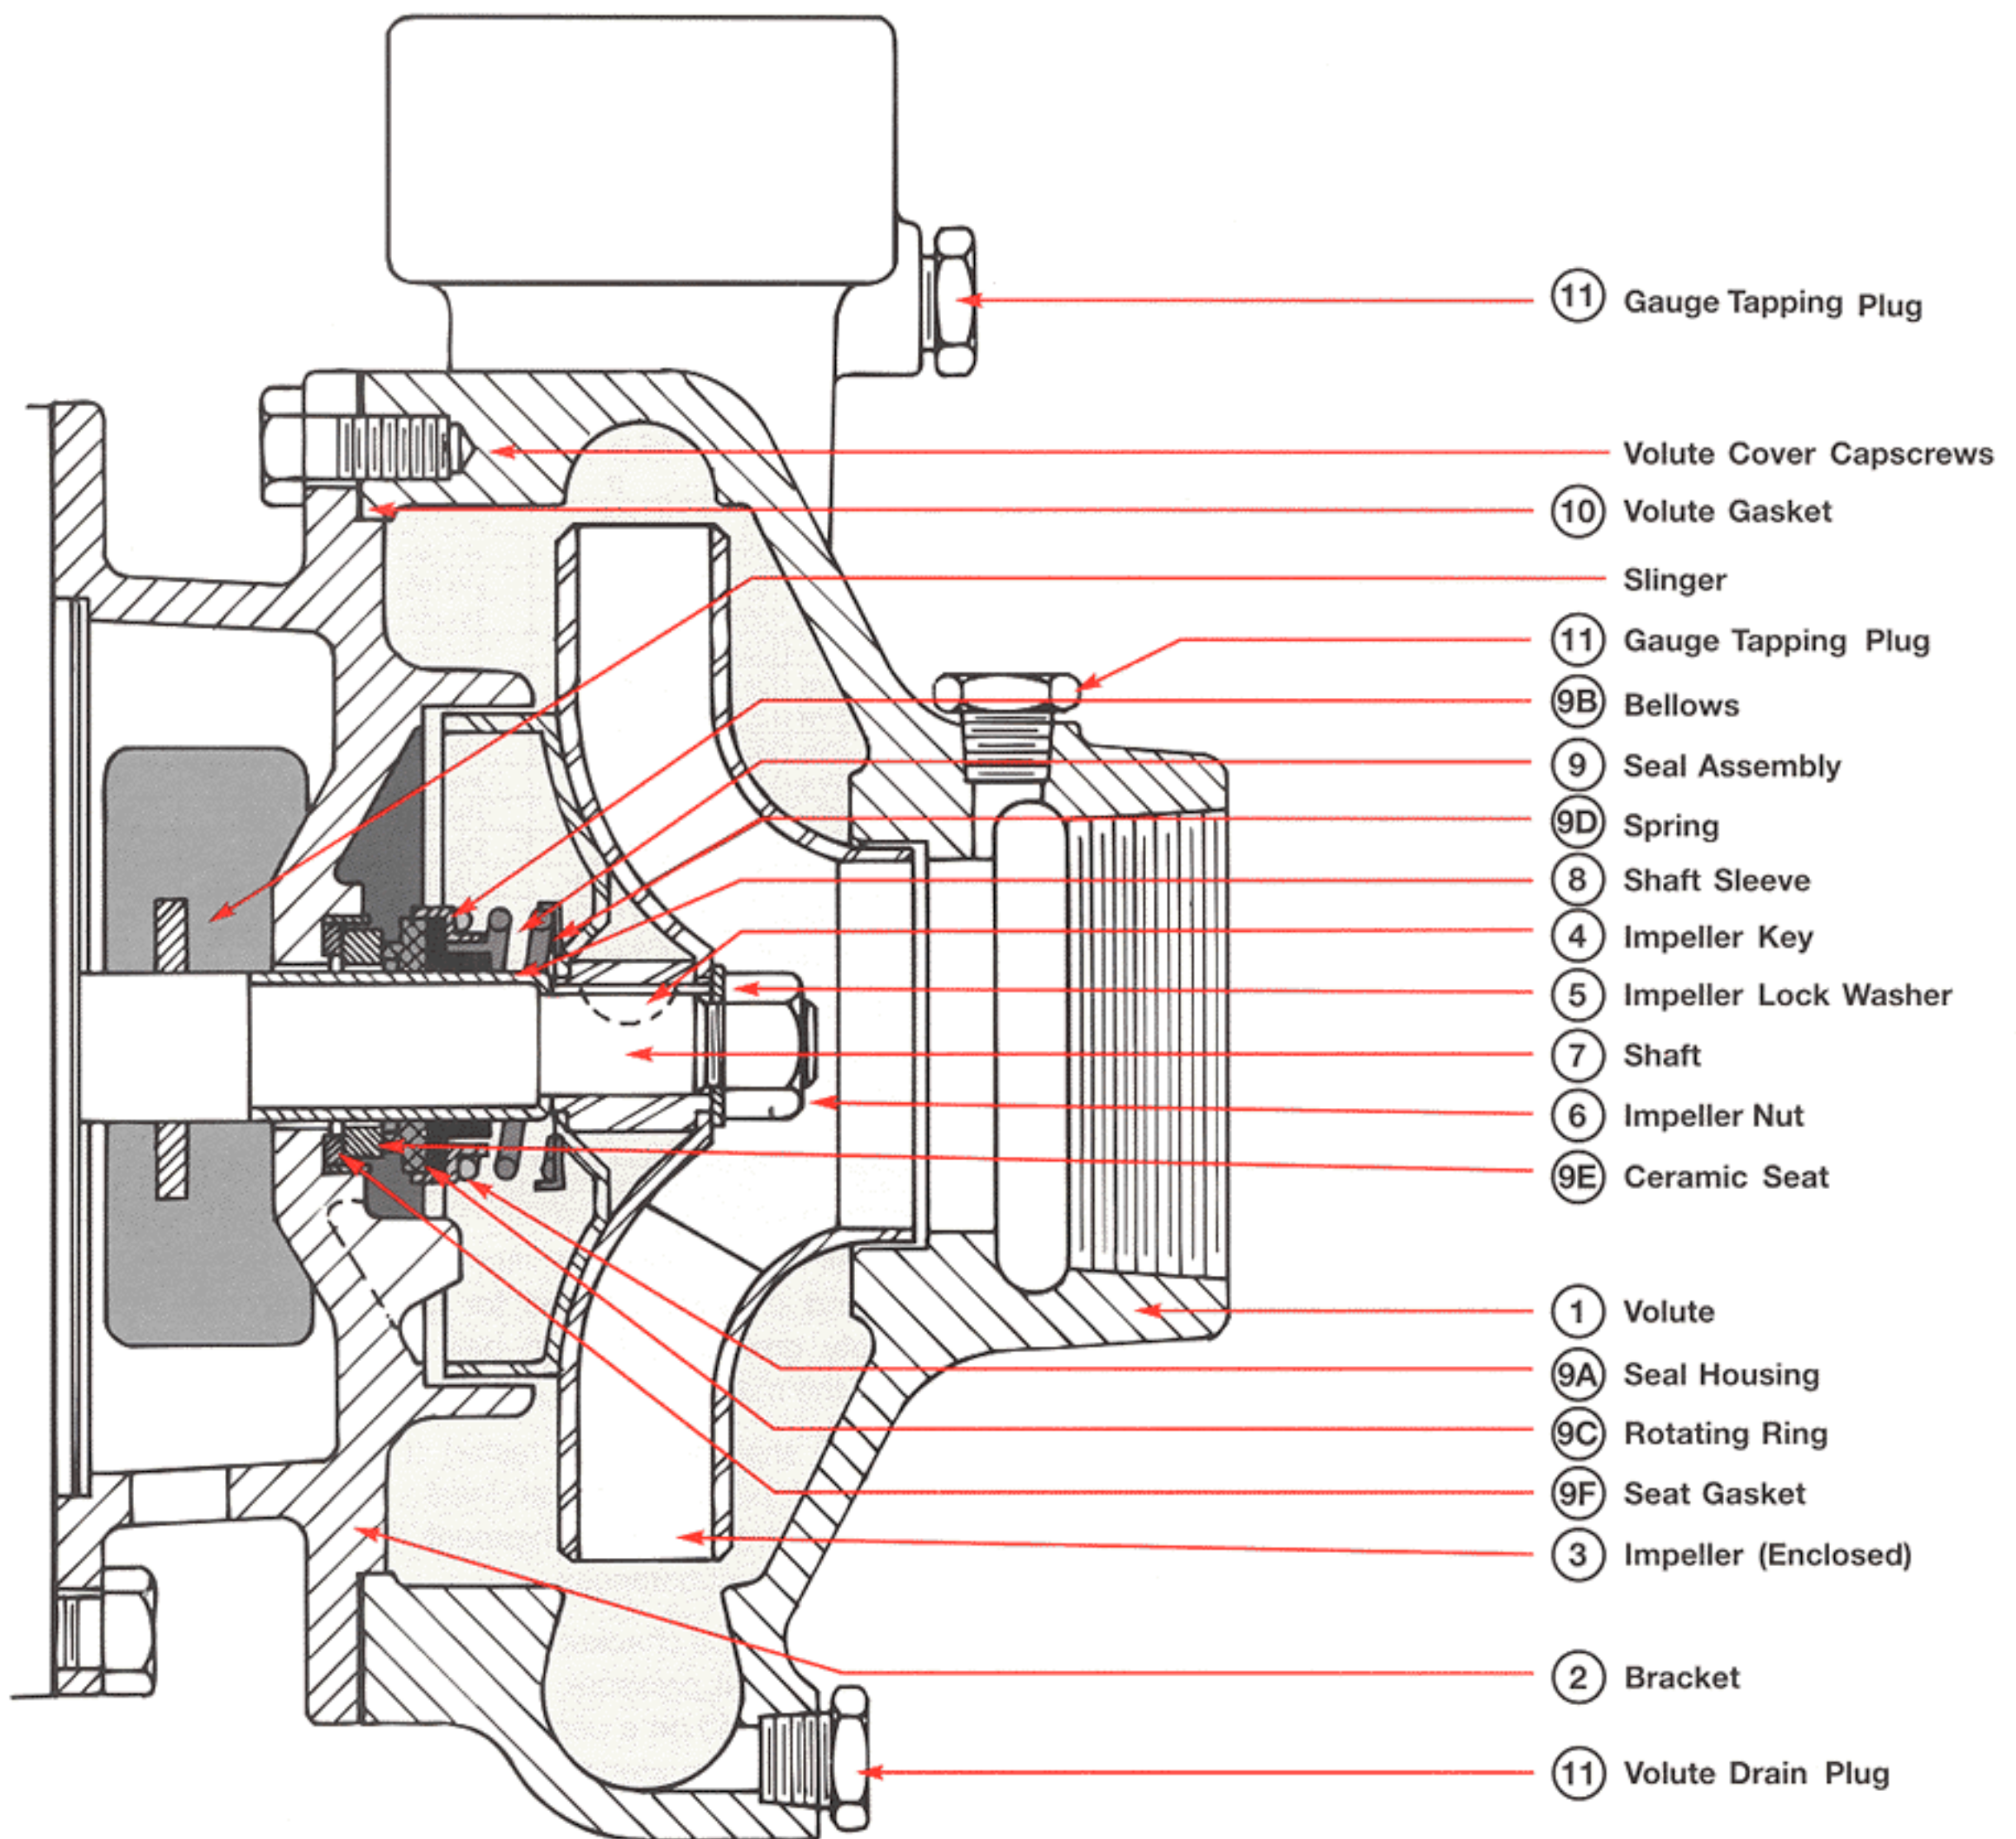 11 Gauge Tapping Plug
Volute Cover Capscrews
10 Volute Gasket
Slinger
11 Gauge Tapping Plug
9B Bellows
9 Seal Assembly
9D Spring
8 Shaft Sleeve
4 Impeller Key
5 Impeller Lock Washer
7 Shaft
6 Impeller Nut
9E Ceramic Seat
1 Volute
9A Seal Housing
9C Rotating Ring
9F Seat Gasket
3 Impeller (Enclosed)
2 Bracket
11 Volute Drain Plug